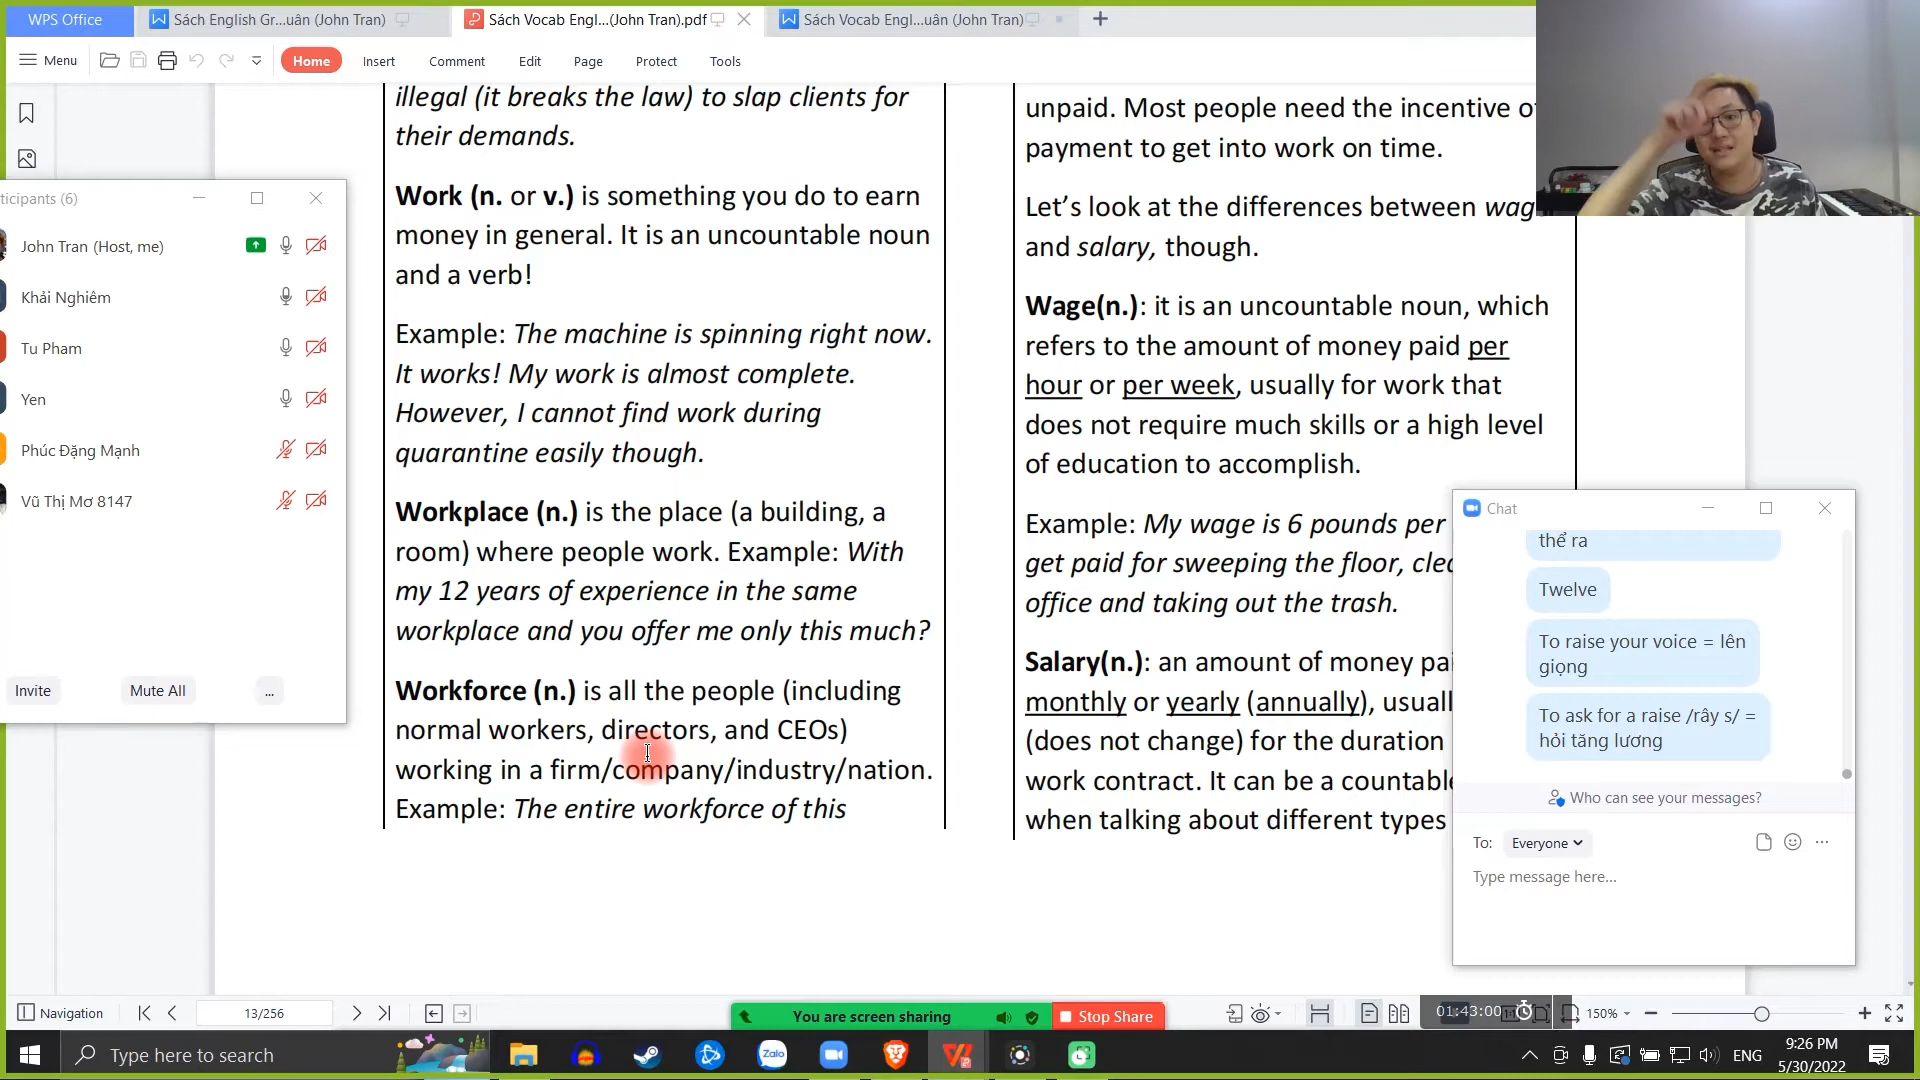 WPS Office
Sách English Gr...uân (John Tran)
Sách Vocab Engl...(John Tran).pdf
Sách Vocab Engl...uân (John Tran)
Menu
Home
Insert
Comment
Edit
Page
Protect
Tools
ticipants (6)
John Tran (Host, me)
Khải Nghiêm
Tu Pham
Yen
Phúc Đặng Mạnh
Vũ Thị Mơ 8147
Invite
Mute All
...
illegal (it breaks the law) to slap clients for
their demands.
Work (n. or v.) is something you do to earn
money in general. It is an uncountable noun
and a verb!
Example: The machine is spinning right now.
It works! My work is almost complete.
However, I cannot find work during
quarantine easily though.
Workplace (n.) is the place (a building, a
room) where people work. Example: With
my 12 years of experience in the same
workplace and you offer me only this much?
Workforce (n.) is all the people (including
normal workers, directors, and CEOs)
working in a firm/company/industry/nation.
Example: The entire workforce of this
unpaid. Most people need the incentive o
payment to get into work on time.
Let's look at the differences between wag
and salary, though.
Wage(n.): it is an uncountable noun, which
refers to the amount of money paid per
hour or per week, usually for work that
does not require much skills or a high level
of education to accomplish.
Example: My wage is 6 pounds per
get paid for sweeping the floor, clea
office and taking out the trash.
Salary(n.): an amount of money pai
monthly or yearly (annually), usuall
(does not change) for the duration
work contract. It can be a countable
when talking about different types
Chat
thể ra
Twelve
To raise your voice = lên
giọng
To ask for a raise /rây s/ =
hỏi tăng lương
Who can see your messages?
To: Everyone
Type message here...
Navigation
13/256
You are screen sharing
Stop Share
01:43:00
150%
Type here to search
Zalo
ENG
9:26 PM
5/30/2022